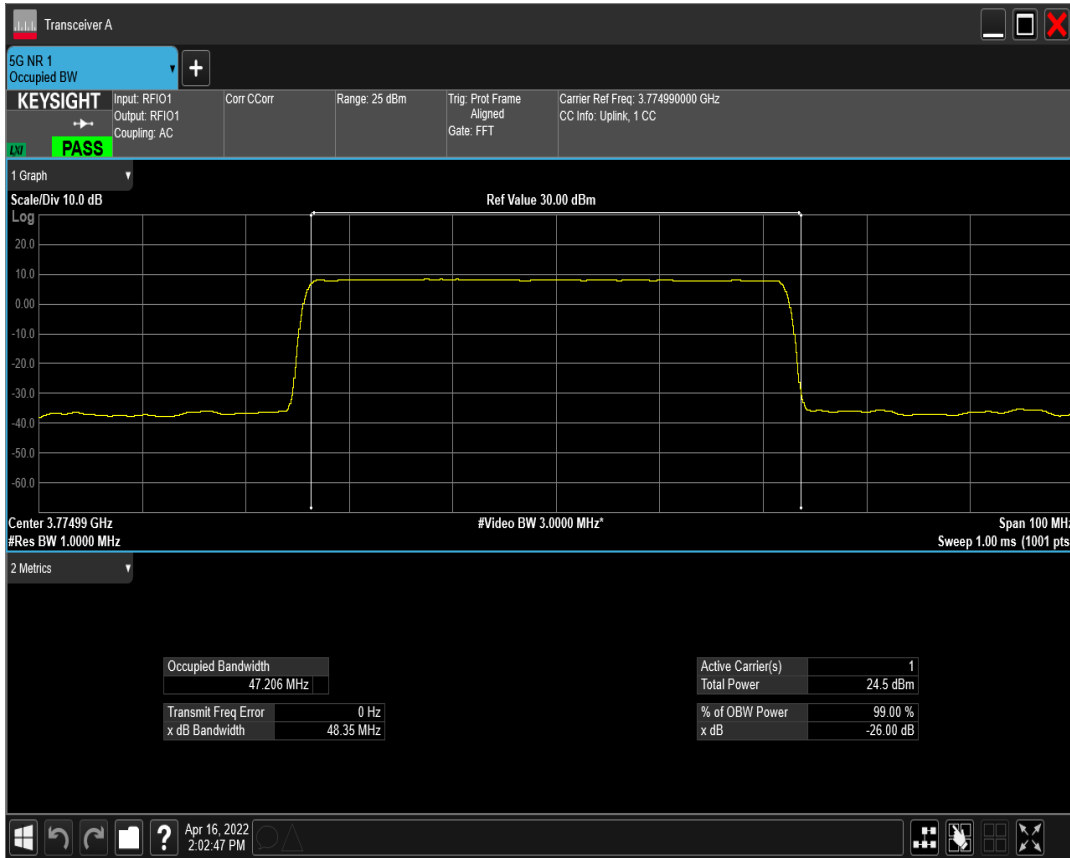 Transceiver A
5G NR 1
Occupied BW
+
KEYSIGHT
LXI
PASS
Input: RFIO1
Output: RFIO1
Coupling: AC
Corr CCorr
Range: 25 dBm
Trig: Prot Frame
Aligned
Gate: FFT
Carrier Ref Freq: 3.774990000 GHz
CC Info: Uplink, 1 CC
1 Graph
Scale/Div 10.0 dB
Ref Value 30.00 dBm
Log
20.0
10.0
0.00
-10.0
-20.0
-30.0
-40.0
-50.0
-60.0
Center 3.77499 GHz
#Video BW 3.0000 MHz*
Span 100 MHz
#Res BW 1.0000 MHz
Sweep 1.00 ms (1001 pts
2 Metrics
Occupied Bandwidth
47.206 MHz
Transmit Freq Error 0 Hz
x dB Bandwidth 48.35 MHz
Active Carrier(s) 1
Total Power 24.5 dBm
% of OBW Power 99.00 %
x dB -26.00 dB
?
Apr 16, 2022
2:02:47 PM